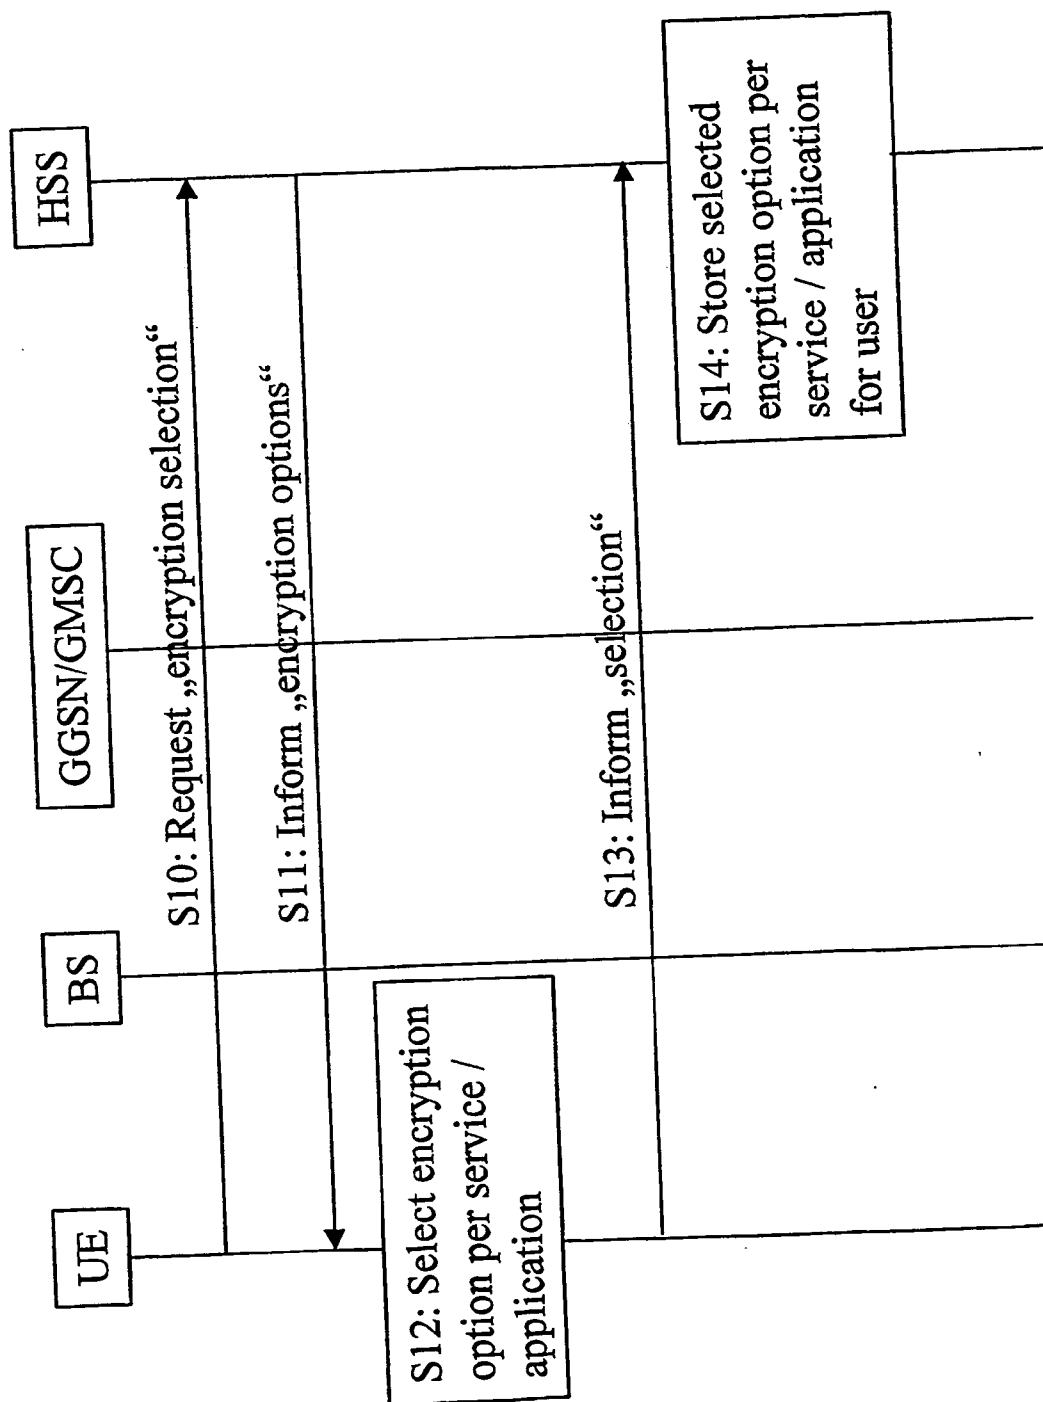 UE
BS
GGSN/GMSC
HSS
S10: Request „encryption selection“
S11: Inform „encryption options“
S12: Select encryption
option per service /
application
S13: Inform „selection“
S14: Store selected
encryption option per
service / application
for user